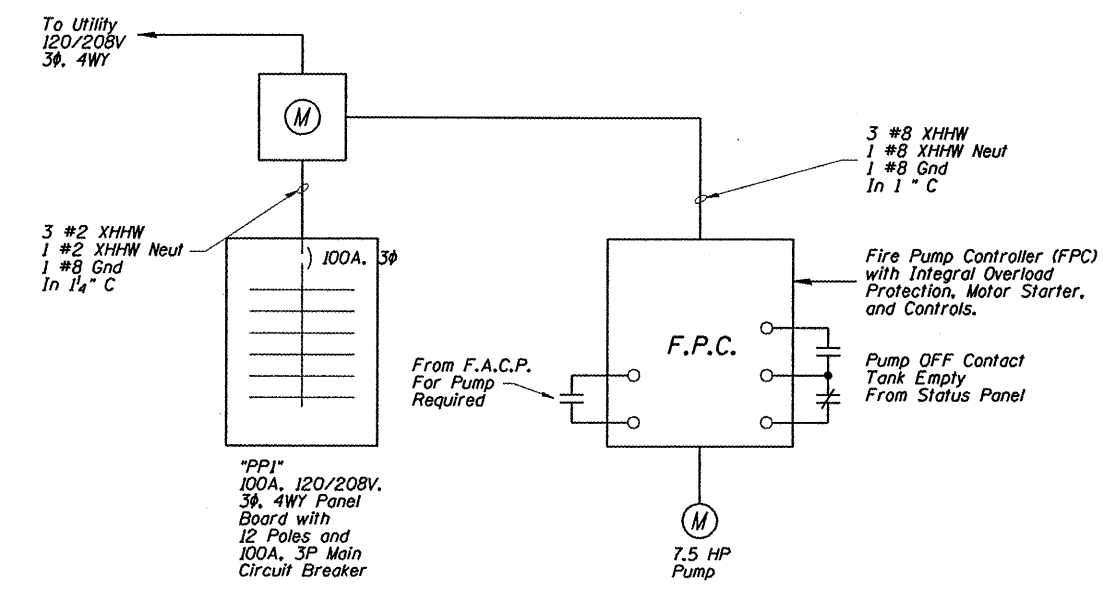 To Utility
120/208V
3ϕ, 4WY
M
3 #8 XHHW
1 #8 XHHW Neut
1 #8 Gnd
In 1 " C
3 #2 XHHW
1 #2 XHHW Neut
1 #8 Gnd
In 1¼" C
100A, 3ϕ
Fire Pump Controller (FPC)
with Integral Overload
Protection, Motor Starter,
and Controls.
F.P.C.
From F.A.C.P.
For Pump
Required
Pump OFF Contact
Tank Empty
From Status Panel
"PP1"
100A, 120/208V,
3ϕ, 4WY Panel
Board with
12 Poles and
100A, 3P Main
Circuit Breaker
M
7.5 HP
Pump